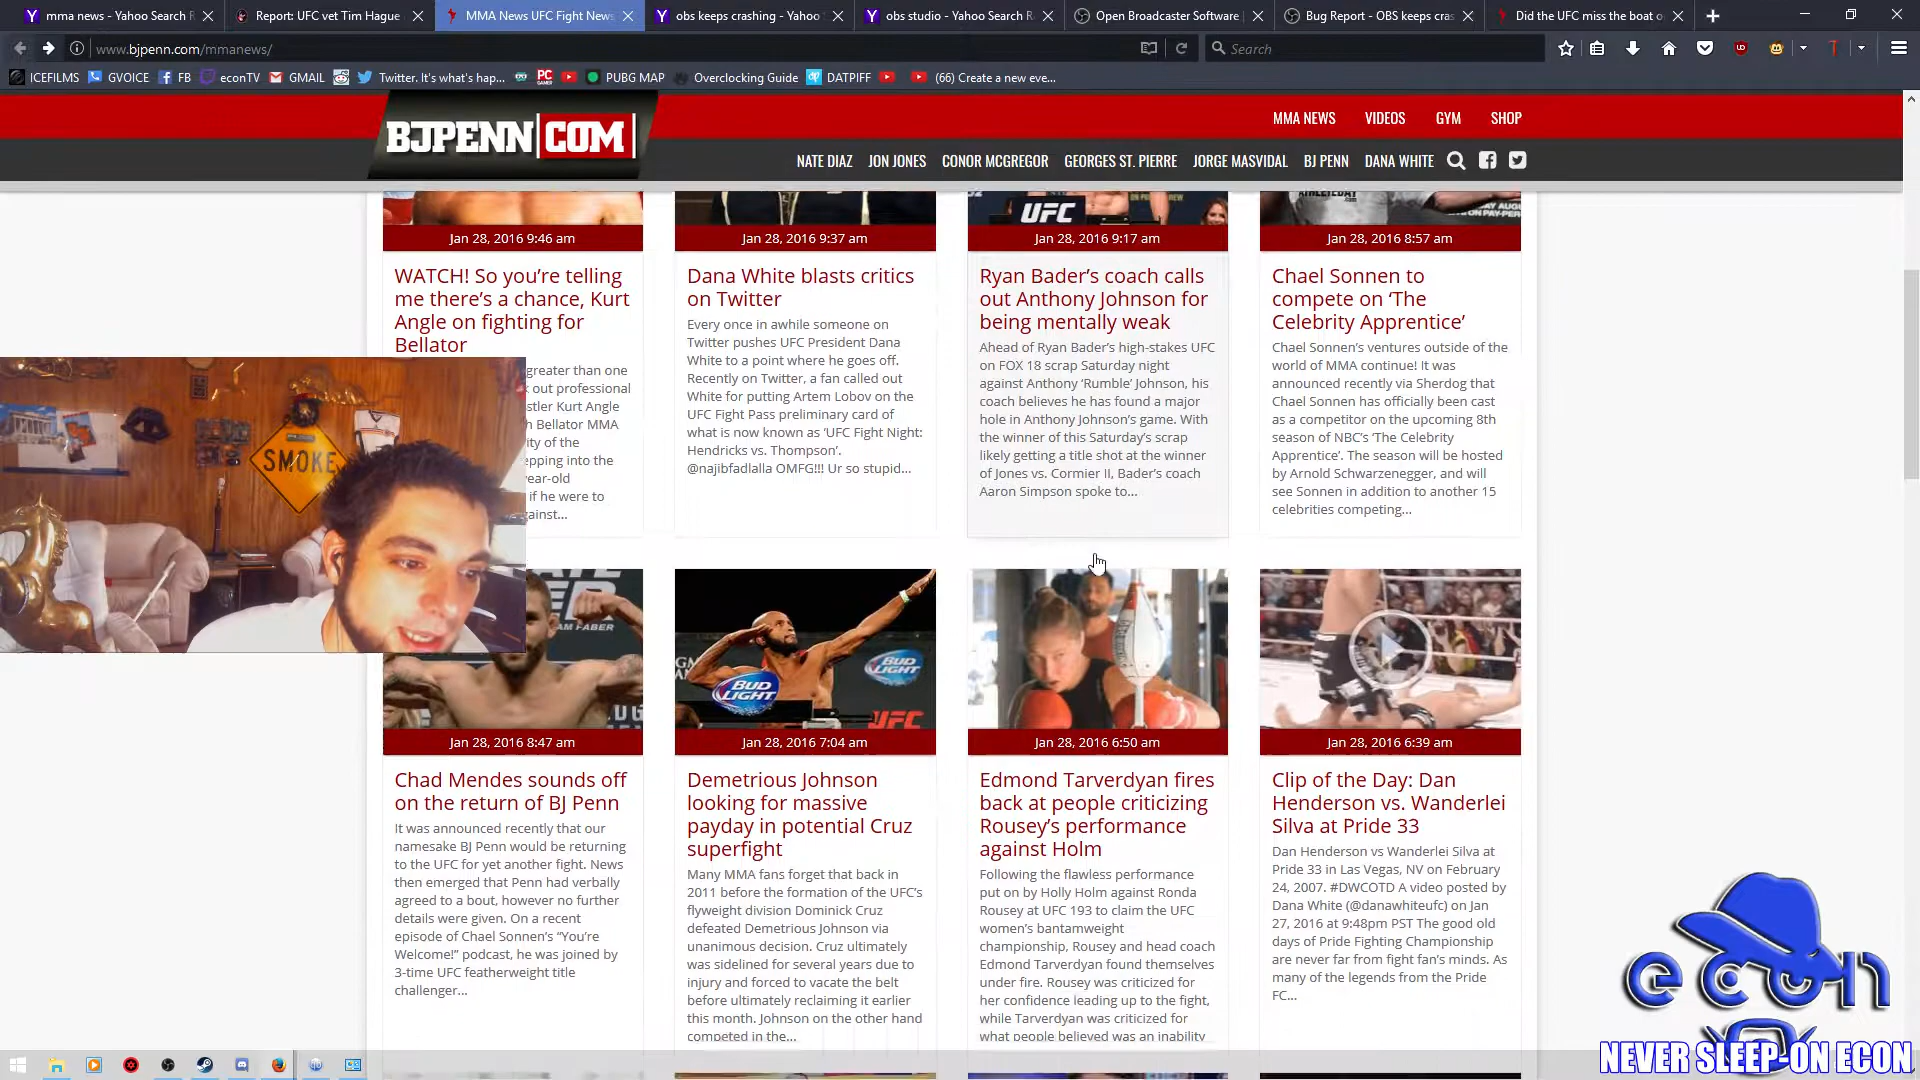 mma news - Yahoo Search R
Report: UFC vet Tim Hague
MMA News UFC Fight News
obs keeps crashing - Yahoo
obs studio - Yahoo Search R
Open Broadcaster Software
Bug Report - OBS keeps cras
Did the UFC miss the boat o
www.bjpenn.com/mmanews/
Search
ICEFILMS
GVOICE
FB
econTV
GMAIL
Twitter. It's what's hap...
PUBG MAP
Overclocking Guide
DATPIFF
(66) Create a new eve...
BJPENN COM
MMA NEWS
VIDEOS
GYM
SHOP
NATE DIAZ
JON JONES
CONOR MCGREGOR
GEORGES ST. PIERRE
JORGE MASVIDAL
BJ PENN
DANA WHITE
UFC
Jan 28, 2016 9:46 am
WATCH! So you're telling
me there's a chance, Kurt
Angle on fighting for
Bellator
greater than one
k out professional
stler Kurt Angle
h Bellator MMA
ity of the
epping into the
year-old
if he were to
gainst...
Jan 28, 2016 9:37 am
Dana White blasts critics
on Twitter
Every once in awhile someone on
Twitter pushes UFC President Dana
White to a point where he goes off.
Recently on Twitter, a fan called out
White for putting Artem Lobov on the
UFC Fight Pass preliminary card of
what is now known as 'UFC Fight Night:
Hendricks vs. Thompson'.
@najibfadlalla OMFG!!! Ur so stupid...
Jan 28, 2016 9:17 am
Ryan Bader's coach calls
out Anthony Johnson for
being mentally weak
Ahead of Ryan Bader's high-stakes UFC
on FOX 18 scrap Saturday night
against Anthony 'Rumble' Johnson, his
coach believes he has found a major
hole in Anthony Johnson's game. With
the winner of this Saturday's scrap
likely getting a title shot at the winner
of Jones vs. Cormier II, Bader's coach
Aaron Simpson spoke to...
Jan 28, 2016 8:57 am
Chael Sonnen to
compete on 'The
Celebrity Apprentice'
Chael Sonnen's ventures outside of the
world of MMA continue! It was
announced recently via Sherdog that
Chael Sonnen has officially been cast
as a competitor on the upcoming 8th
season of NBC's 'The Celebrity
Apprentice'. The season will be hosted
by Arnold Schwarzenegger, and will
see Sonnen in addition to another 15
celebrities competing...
SMOKE
AM FABER
BUD LIGHT
BUD LIGHT
UFC
Jan 28, 2016 8:47 am
Chad Mendes sounds off
on the return of BJ Penn
It was announced recently that our
namesake BJ Penn would be returning
to the UFC for yet another fight. News
then emerged that Penn had verbally
agreed to a bout, however no further
details were given. On a recent
episode of Chael Sonnen's "You're
Welcome!" podcast, he was joined by
3-time UFC featherweight title
challenger...
Jan 28, 2016 7:04 am
Demetrious Johnson
looking for massive
payday in potential Cruz
superfight
Many MMA fans forget that back in
2011 before the formation of the UFC's
flyweight division Dominick Cruz
defeated Demetrious Johnson via
unanimous decision. Cruz ultimately
was sidelined for several years due to
injury and forced to vacate the belt
before ultimately reclaiming it earlier
this month. Johnson on the other hand
competed in the...
Jan 28, 2016 6:50 am
Edmond Tarverdyan fires
back at people criticizing
Rousey's performance
against Holm
Following the flawless performance
put on by Holly Holm against Ronda
Rousey at UFC 193 to claim the UFC
women's bantamweight
championship, Rousey and head coach
Edmond Tarverdyan found themselves
under fire. Rousey was criticized for
her confidence leading up to the fight,
while Tarverdyan was criticized for
what people believed was an inability
Jan 28, 2016 6:39 am
Clip of the Day: Dan
Henderson vs. Wanderlei
Silva at Pride 33
Dan Henderson vs Wanderlei Silva at
Pride 33 in Las Vegas, NV on February
24, 2007. #DWCOTD A video posted by
Dana White (@danawhiteufc) on Jan
27, 2016 at 9:48pm PST The good old
days of Pride Fighting Championship
are never far from fight fan's minds. As
many of the legends from the Pride
FC...
econ
NEVER SLEEP-ON ECON